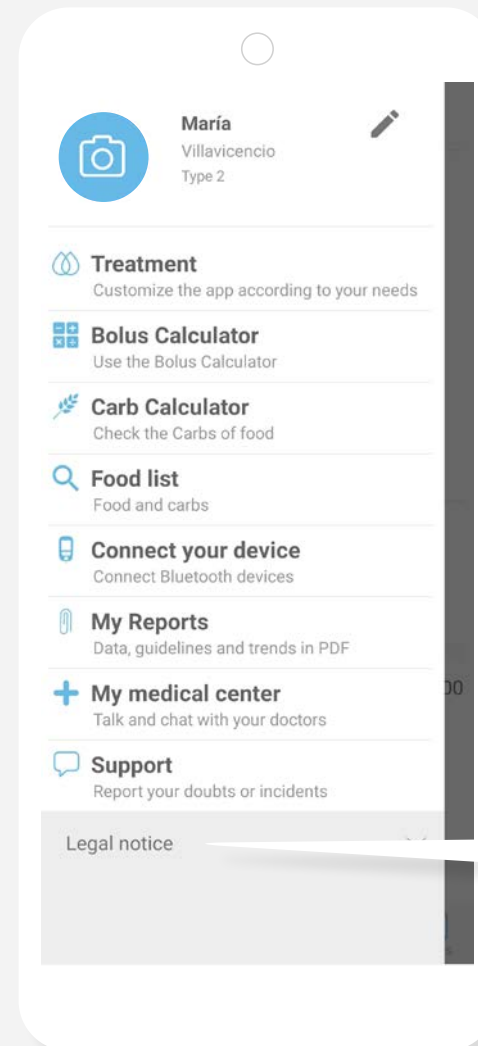 María
Villavicencio
Type 2
Treatment
Customize the app according to your needs
Bolus Calculator
Use the Bolus Calculator
Carb Calculator
Check the Carbs of food
Food list
Food and carbs
Connect your device
Connect Bluetooth devices
My Reports
Data, guidelines and trends in PDF
My medical center
Talk and chat with your doctors
00
Support
Report your doubts or incidents
Legal notice